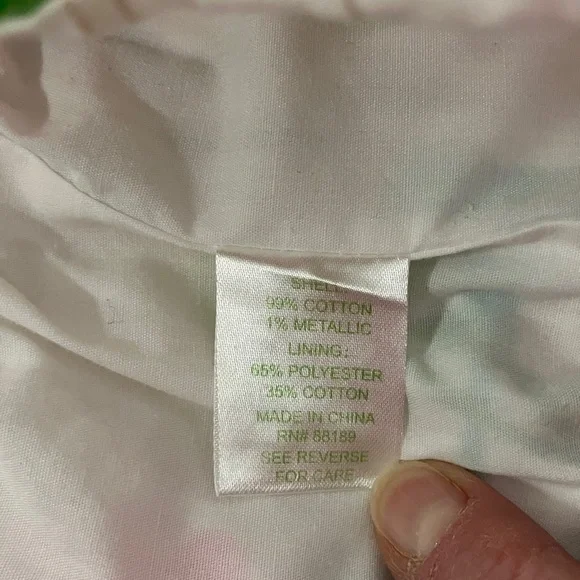 SHELL:
99% COTTON
1% METALLIC
LINING:
65% POLYESTER
35% COTTON
MADE IN CHINA
RN# 88189
SEE REVERSE
FOR CARE